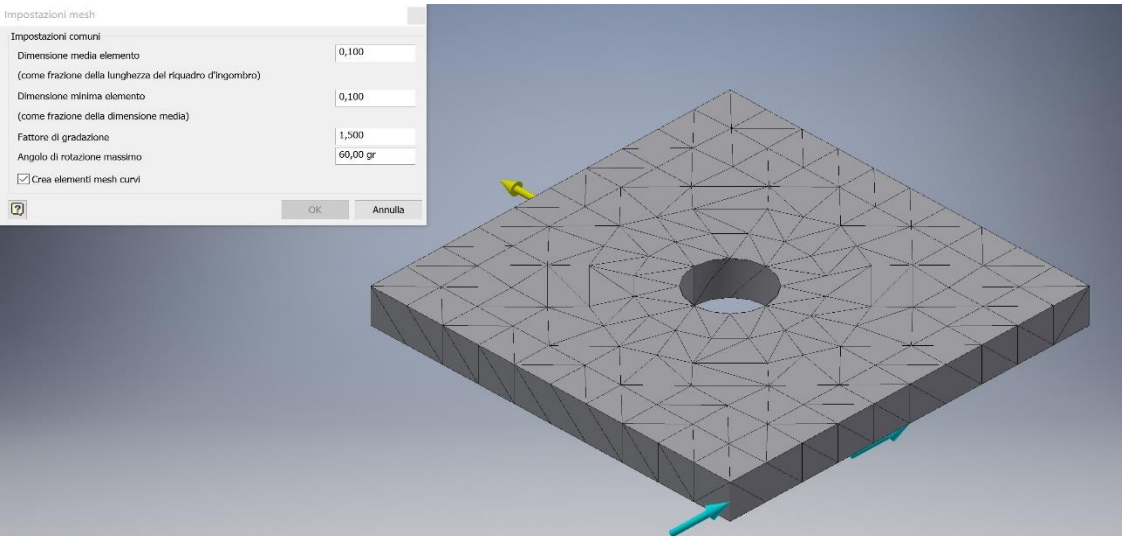 Impostazioni mesh
Impostazioni comuni
Dimensione media elemento 0,100
(come frazione della lunghezza del riquadro d'ingombro)
Dimensione minima elemento 0,100
(come frazione della dimensione media)
Fattore di gradazione 1,500
Angolo di rotazione massimo 60,00 gr
Crea elementi mesh curvi
? OK Annulla